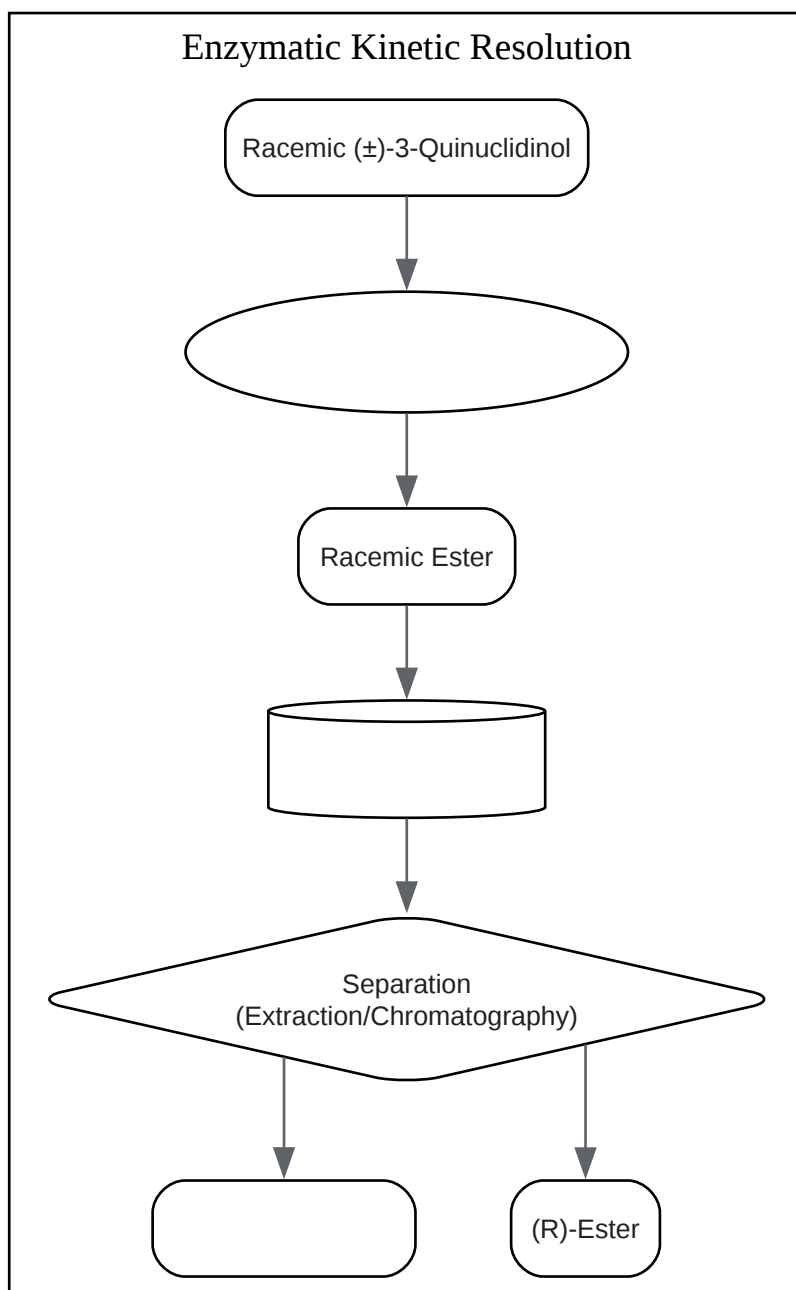 Enzymatic Kinetic Resolution
Racemic (±)-3-Quinuclidinol
Racemic Ester
Separation
(Extraction/Chromatography)
(R)-Ester